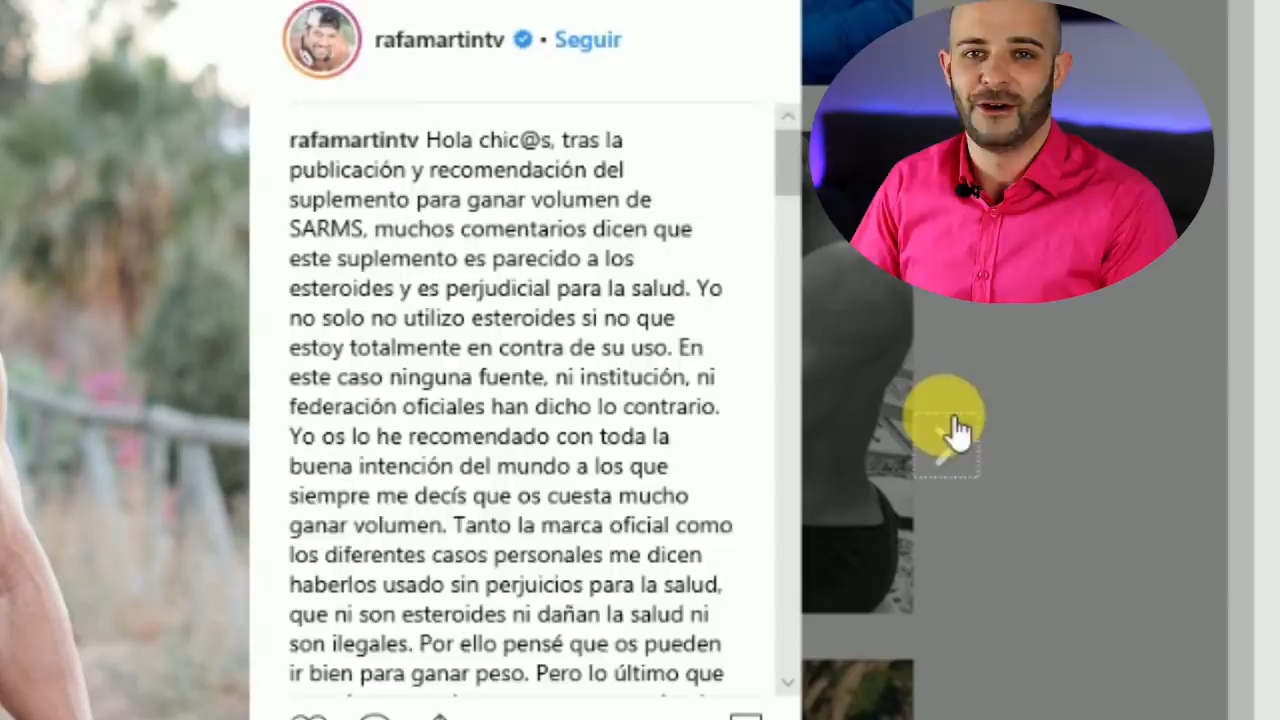 rafamartintv • Seguir
rafamartintv Hola chic@s, tras la
publicación y recomendación del
suplemento para ganar volumen de
SARMS, muchos comentarios dicen que
este suplemento es parecido a los
esteroides y es perjudicial para la salud. Yo
no solo no utilizo esteroides si no que
estoy totalmente en contra de su uso. En
este caso ninguna fuente, ni institución, ni
federación oficiales han dicho lo contrario.
Yo os lo he recomendado con toda la
buena intención del mundo a los que
siempre me decís que os cuesta mucho
ganar volumen. Tanto la marca oficial como
los diferentes casos personales me dicen
haberlos usado sin perjuicios para la salud,
que ni son esteroides ni dañan la salud ni
son ilegales. Por ello pensé que os pueden
ir bien para ganar peso. Pero lo último que